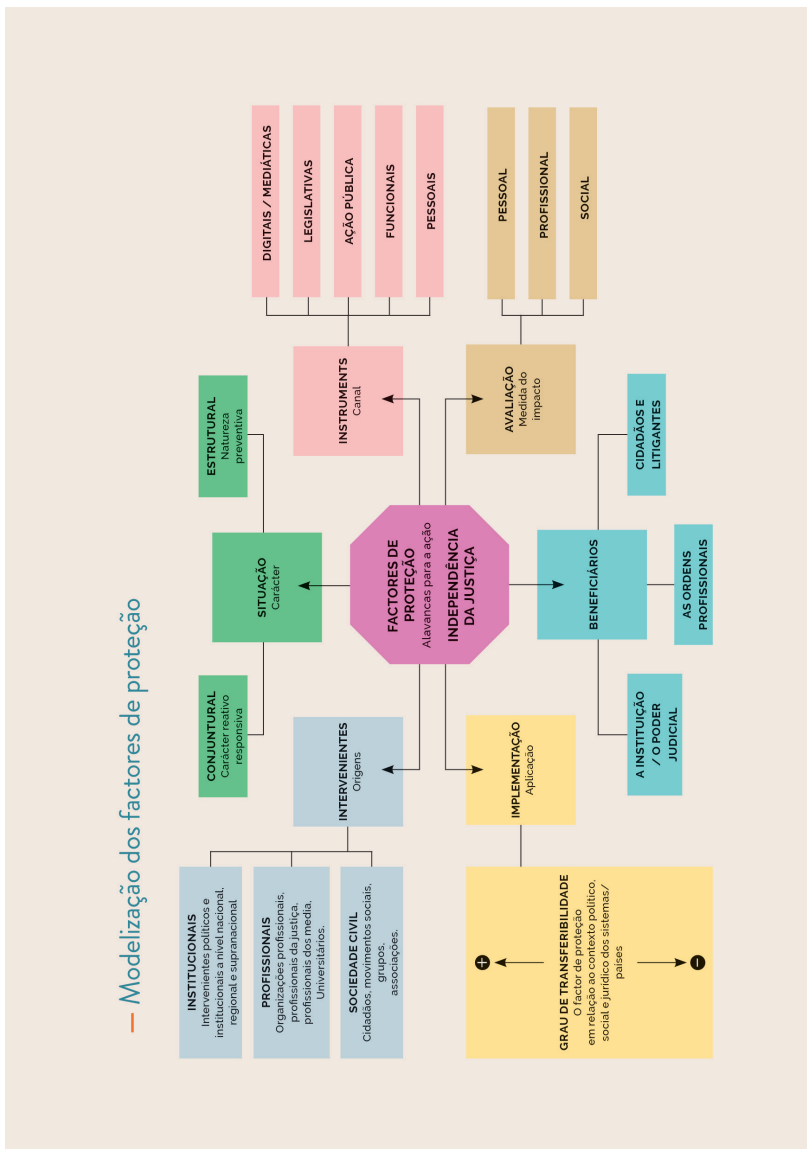 — Modelização dos factores de proteção
INSTITUCIONAIS
Intervenientes políticos e
institucionais a nível nacional,
regional e supranacional
PROFISSIONAIS
Organizações profissionais,
profissionais da justiça,
profissionais dos media.
Universitários.
SOCIEDADE CIVIL
Cidadãos, movimentos sociais,
grupos,
associações.
INTERVENIENTES
Origens
CONJUNTURAL
Carácter reativo
responsiva
SITUAÇÃO
Carácter
ESTRUTURAL
Natureza
preventiva
INSTRUMENTS
Canal
DIGITAIS / MEDIÁTICAS
LEGISLATIVAS
AÇÃO PÚBLICA
FUNCIONAIS
PESSOAIS
FACTORES DE
PROTEÇÃO
Alavancas para a ação
INDEPENDÊNCIA
DA JUSTIÇA
AVALIAÇÃO
Medida do
impacto
PESSOAL
PROFISSIONAL
SOCIAL
IMPLEMENTAÇÃO
Aplicação
GRAU DE TRANSFERIBILIDADE
O factor de proteção
em relação ao contexto político,
social e jurídico dos sistemas/
países
+
–
BENEFICIÁRIOS
A INSTITUIÇÃO
/ O PODER
JUDICIAL
AS ORDENS
PROFISSIONAIS
CIDADÃOS E
LITIGANTES